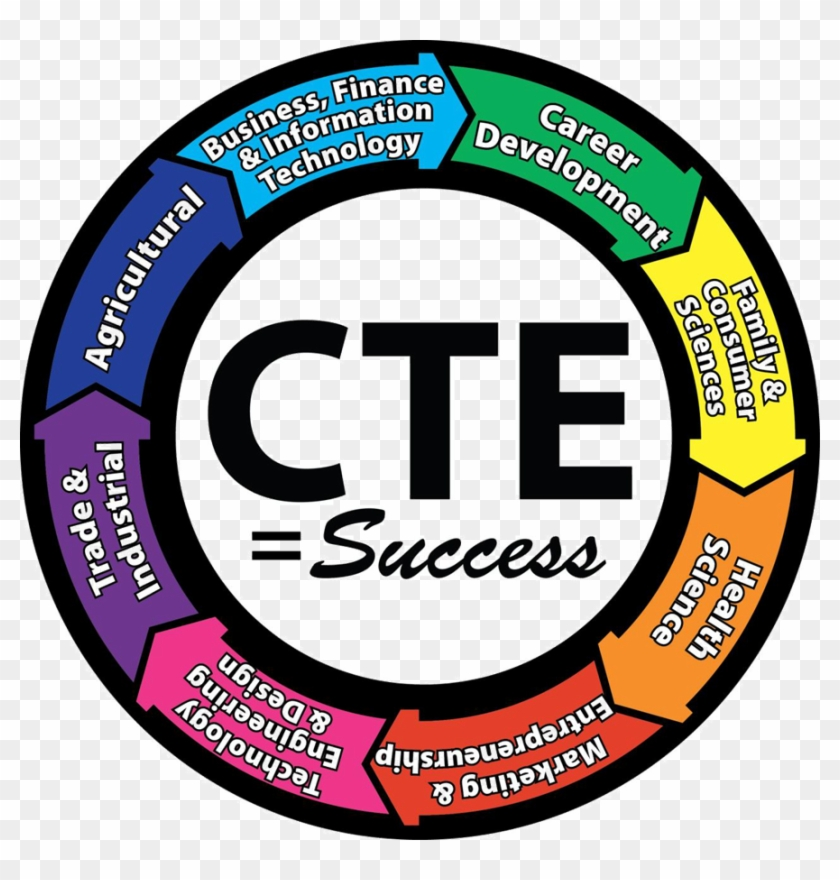 CTE
= Success
Business, Finance
& Information
Technology
Career
Development
Family &
Consumer
Sciences
Health
Science
Marketing &
Entrepreneurship
Technology
Engineering
& Design
Trade &
Industrial
Agricultural